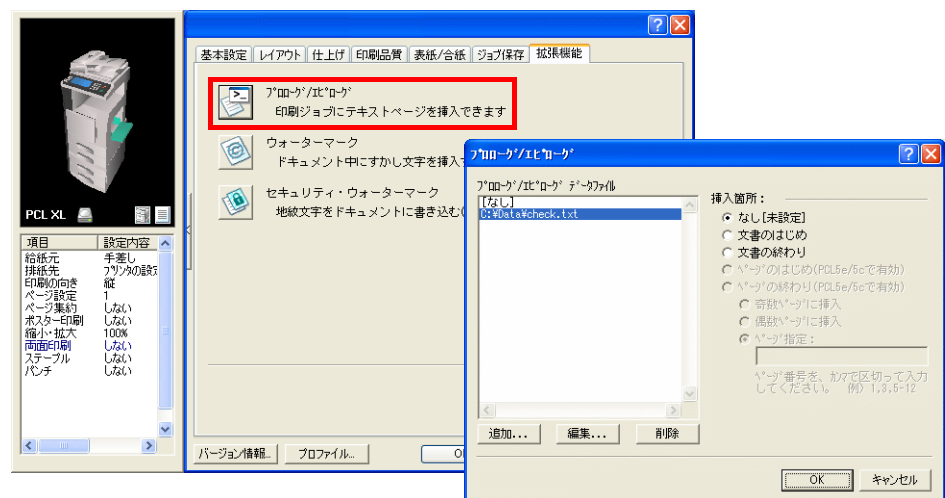 PCL XL
項目 設定内容
給紙元 手差し
排紙先 プリンタの設定
印刷の向き 縦
ページ設定 1
ページ集約 しない
ポスター印刷 しない
縮小・拡大 100%
両面印刷 しない
ステープル しない
パンチ しない
基本設定 レイアウト 仕上げ 印刷品質 表紙/合紙 ジョブ保存 拡張機能
プロローグ/エピローグ
印刷ジョブにテキストページを挿入できます
ウォーターマーク
ドキュメント中にすかし文字を挿入
セキュリティ・ウォーターマーク
地紋文字をドキュメントに書き込む
バージョン情報... プロファイル... O
プロローグ/エピローグ
プロローグ/エピローグ データファイル
[なし]
C:¥Data¥check.txt
追加... 編集... 削除
挿入箇所：
なし[未設定]
文書のはじめ
文書の終わり
ページのはじめ(PCL5e/5cで有効)
ページの終わり(PCL5e/5cで有効)
奇数ページに挿入
偶数ページに挿入
ページ指定：
ページ番号を、カンマで区切って入力
してください。 例) 1,3,5-12
OK キャンセル